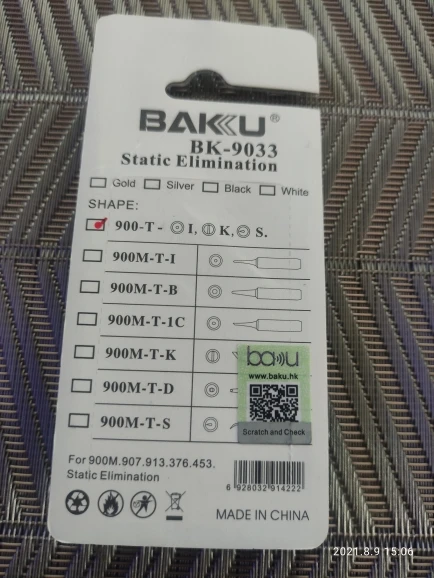 BAKU®
BK-9033
Static Elimination
Gold Silver Black White
SHAPE:
900-T- I, K, S.
900M-T-I
900M-T-B
900M-T-1C
900M-T-K
900M-T-D
900M-T-S
baku
www.baku.hk
Scratch and Check
For 900M.907.913.376.453.
Static Elimination
6 928032 914222
MADE IN CHINA
2021.8.9 15:06